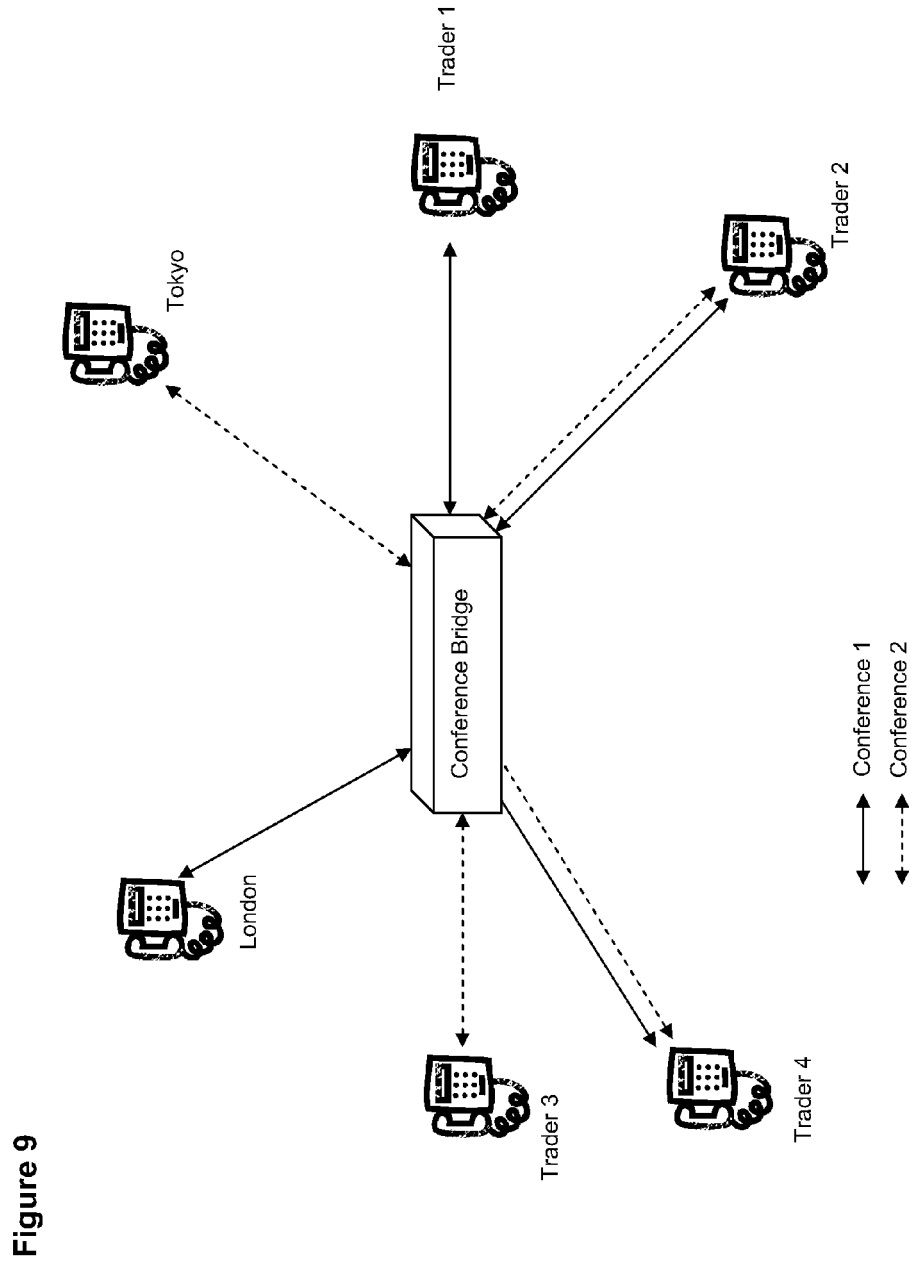 Figure 9
London
Tokyo
Trader 3
Conference Bridge
Trader 1
Trader 4
Trader 2
Conference 1
Conference 2